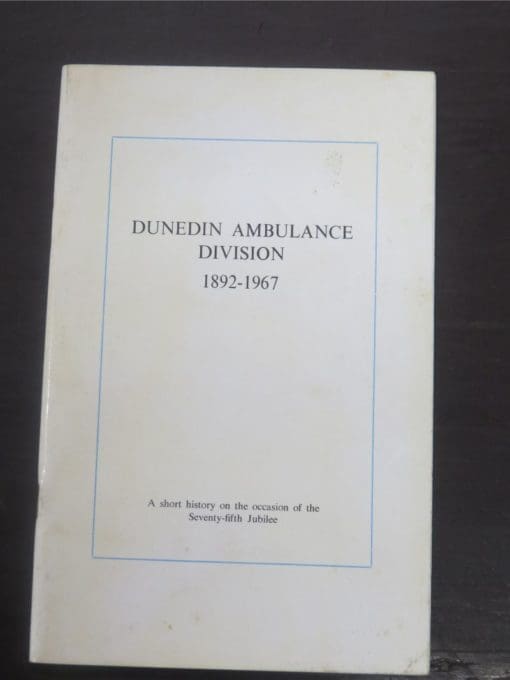 DUNEDIN AMBULANCE
DIVISION
1892-1967
A short history on the occasion of the
Seventy-fifth Jubilee